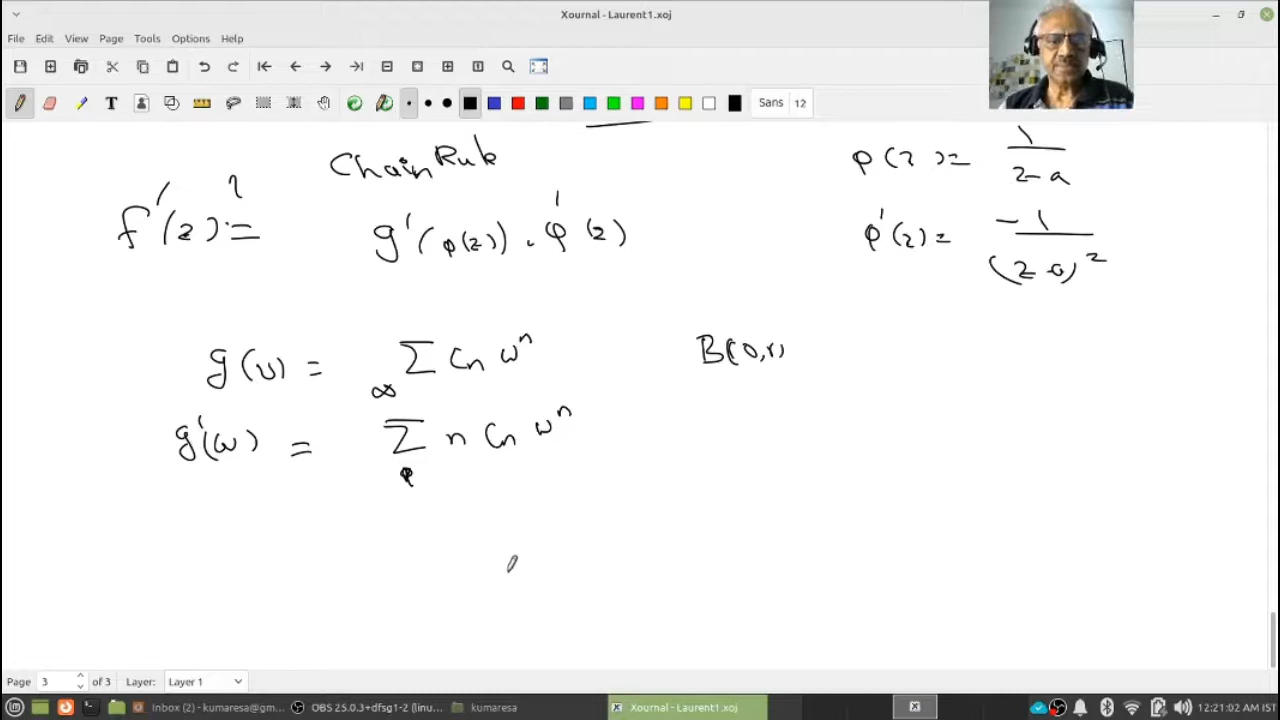 Xournal - Laurent1.xoj
File Edit View Page Tools Options Help
Sans 12
Chain Rule
φ(z) = 1/(z-a)
f'(z) ?= g'(φ(z)) . φ'(z)
φ'(z) = -1/(z-a)²
g(w) = Σ Cn wⁿ B(0,r)
∞
g'(w) = Σ n Cn wⁿ
Page 3 of 3 Layer: Layer 1
Inbox (2) - kumaresa@gm... OBS 25.0.3+dfsg1-2 (linu... kumaresa Xournal - Laurent1.xoj 12:21:02 AM IST